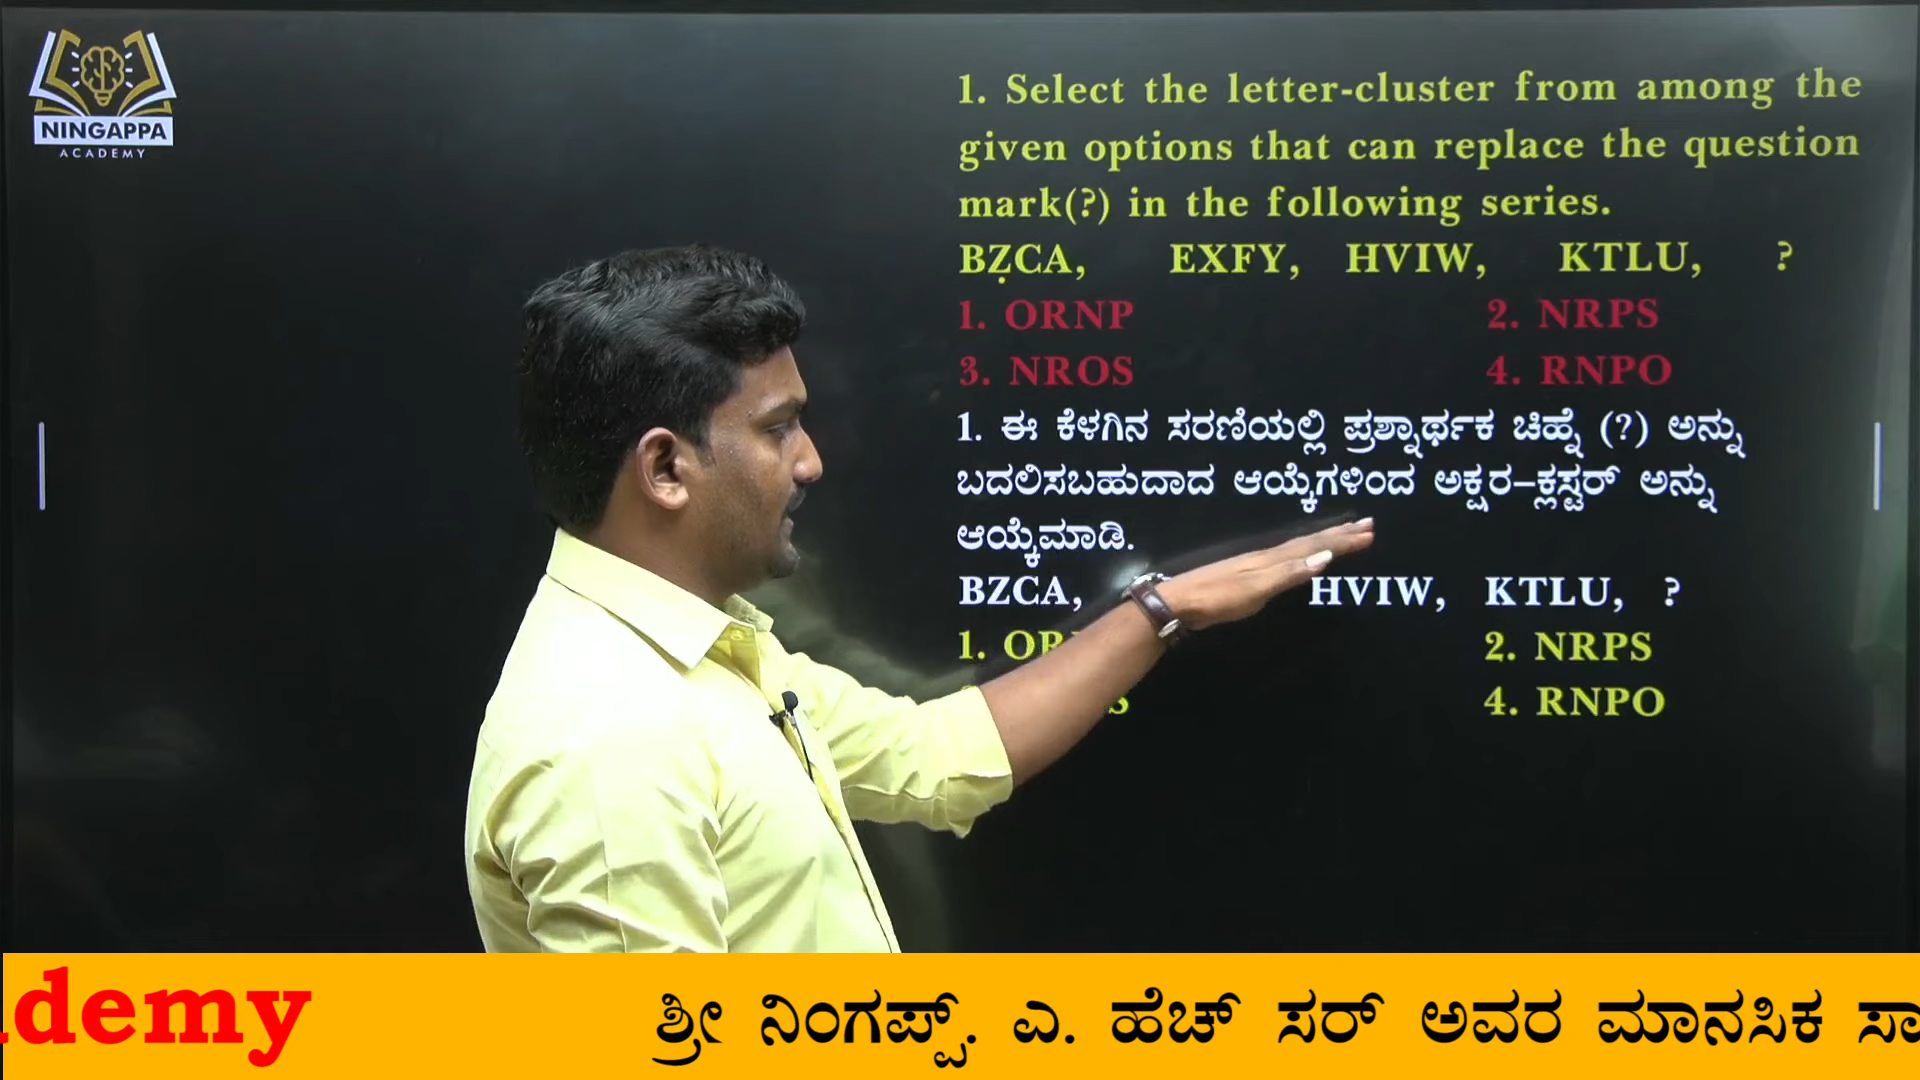 NINGAPPA
ACADEMY
1. Select the letter-cluster from among the
given options that can replace the question
mark(?) in the following series.
BZCA, EXFY, HVIW, KTLU, ?
1. ORNP 2. NRPS
3. NROS 4. RNPO
1. ಈ ಕೆಳಗಿನ ಸರಣಿಯಲ್ಲಿ ಪ್ರಶ್ನಾರ್ಥಕ ಚಿಹ್ನೆ (?) ಅನ್ನು
ಬದಲಿಸಬಹುದಾದ ಆಯ್ಕೆಗಳಿಂದ ಅಕ್ಷರ–ಕ್ಲಸ್ಟರ್ ಅನ್ನು
ಆಯ್ಕೆಮಾಡಿ.
BZCA, HVIW, KTLU, ?
1. OR 2. NRPS
S 4. RNPO
demy ಶ್ರೀ ನಿಂಗಪ್ಪ್. ಎ. ಹೆಚ್ ಸರ್ ಅವರ ಮಾನಸಿಕ ಸಾ